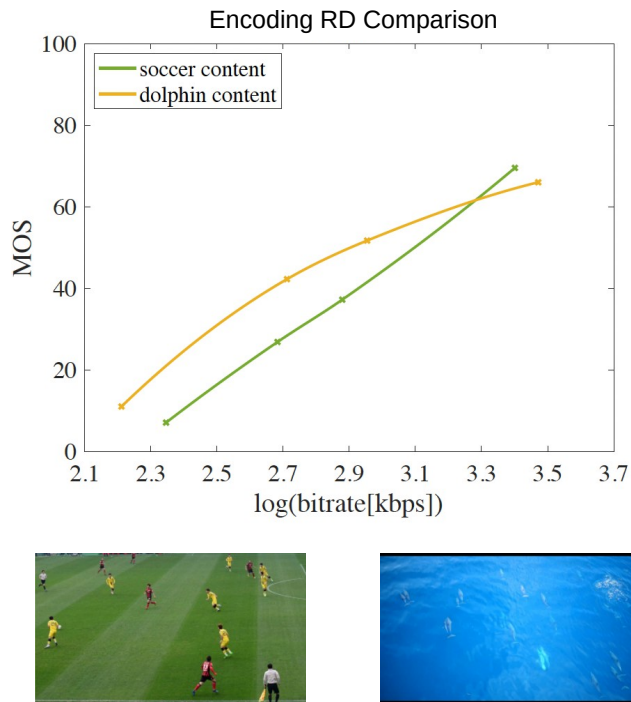 Encoding RD Comparison
100
80
60
40
20
0
MOS
soccer content
dolphin content
2.1 2.3 2.5 2.7 2.9 3.1 3.3 3.5 3.7
log(bitrate[kbps])